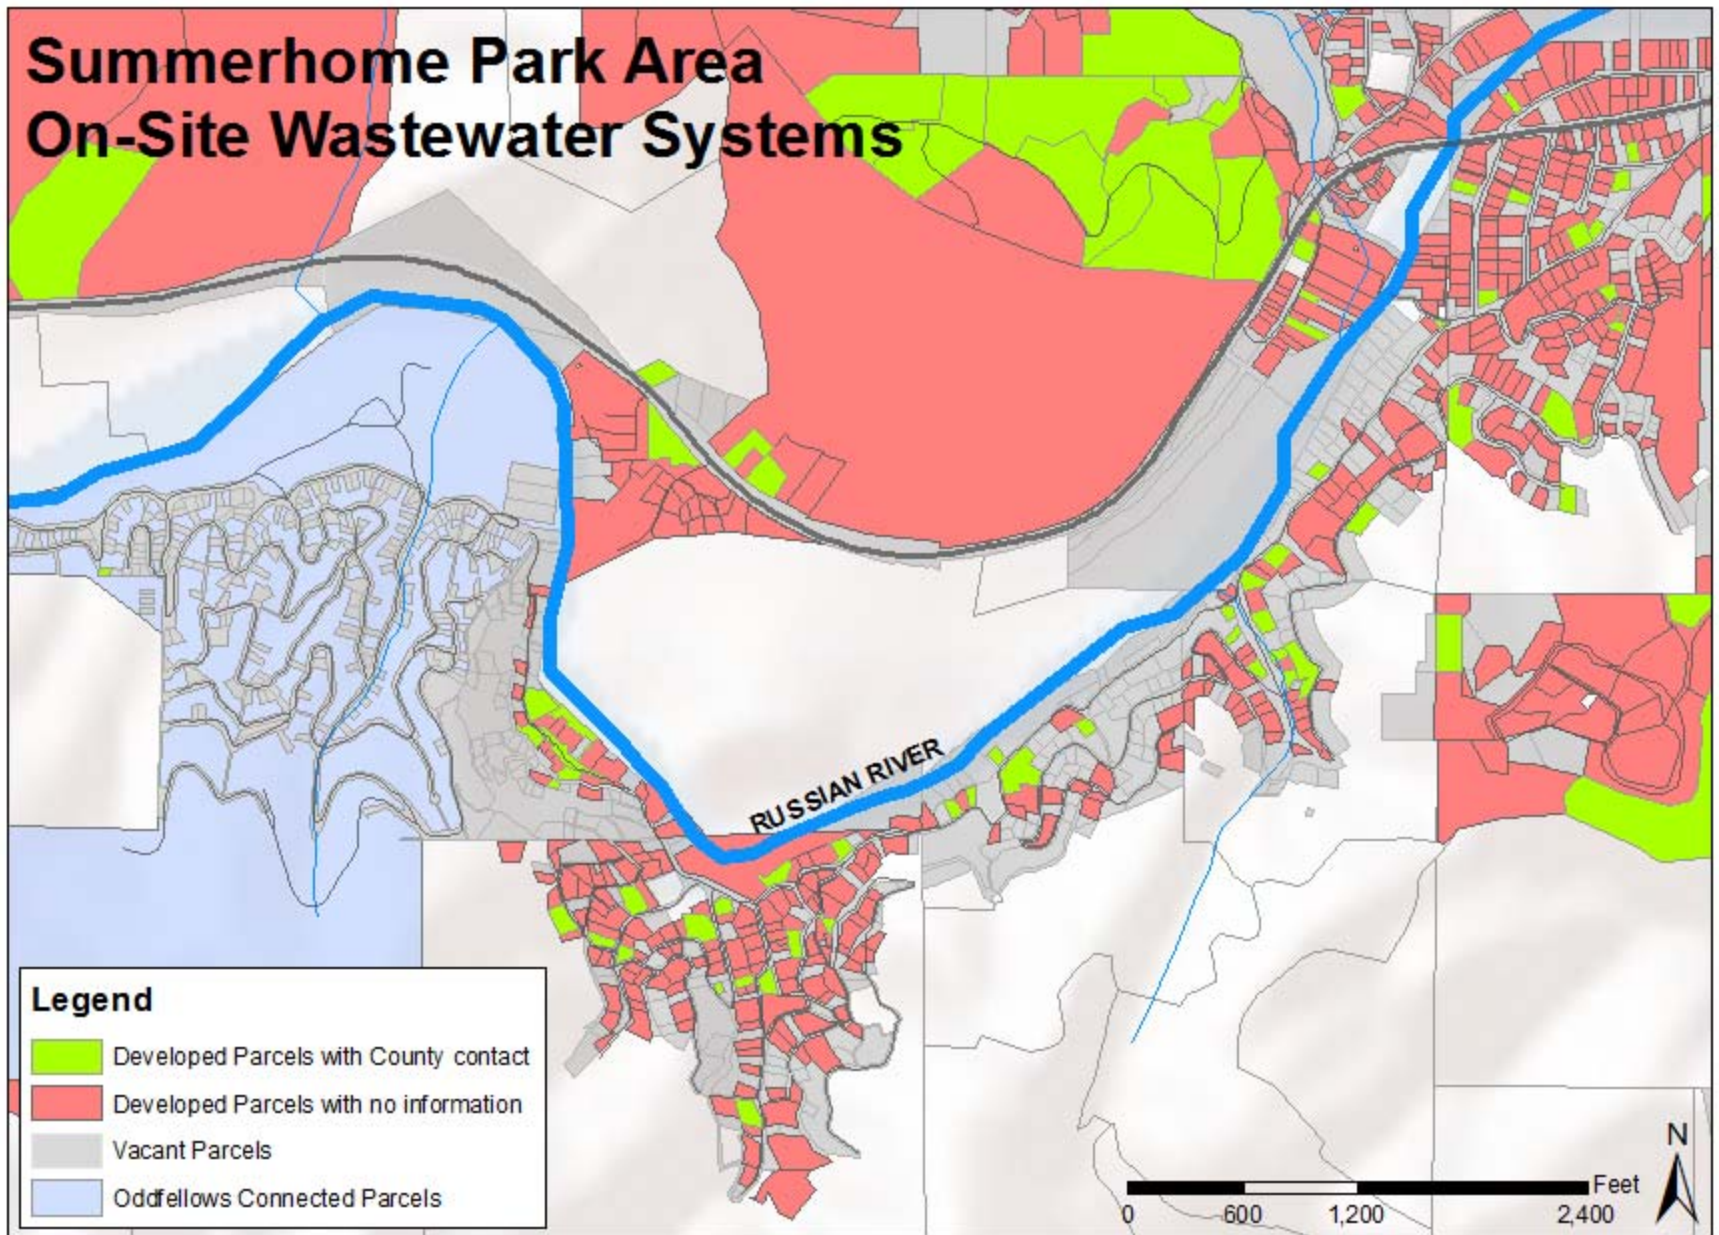 Summerhome Park Area
On-Site Wastewater Systems
RUSSIAN RIVER
Legend
Developed Parcels with County contact
Developed Parcels with no information
Vacant Parcels
Oddfellows Connected Parcels
N
Feet
0 600 1,200 2,400